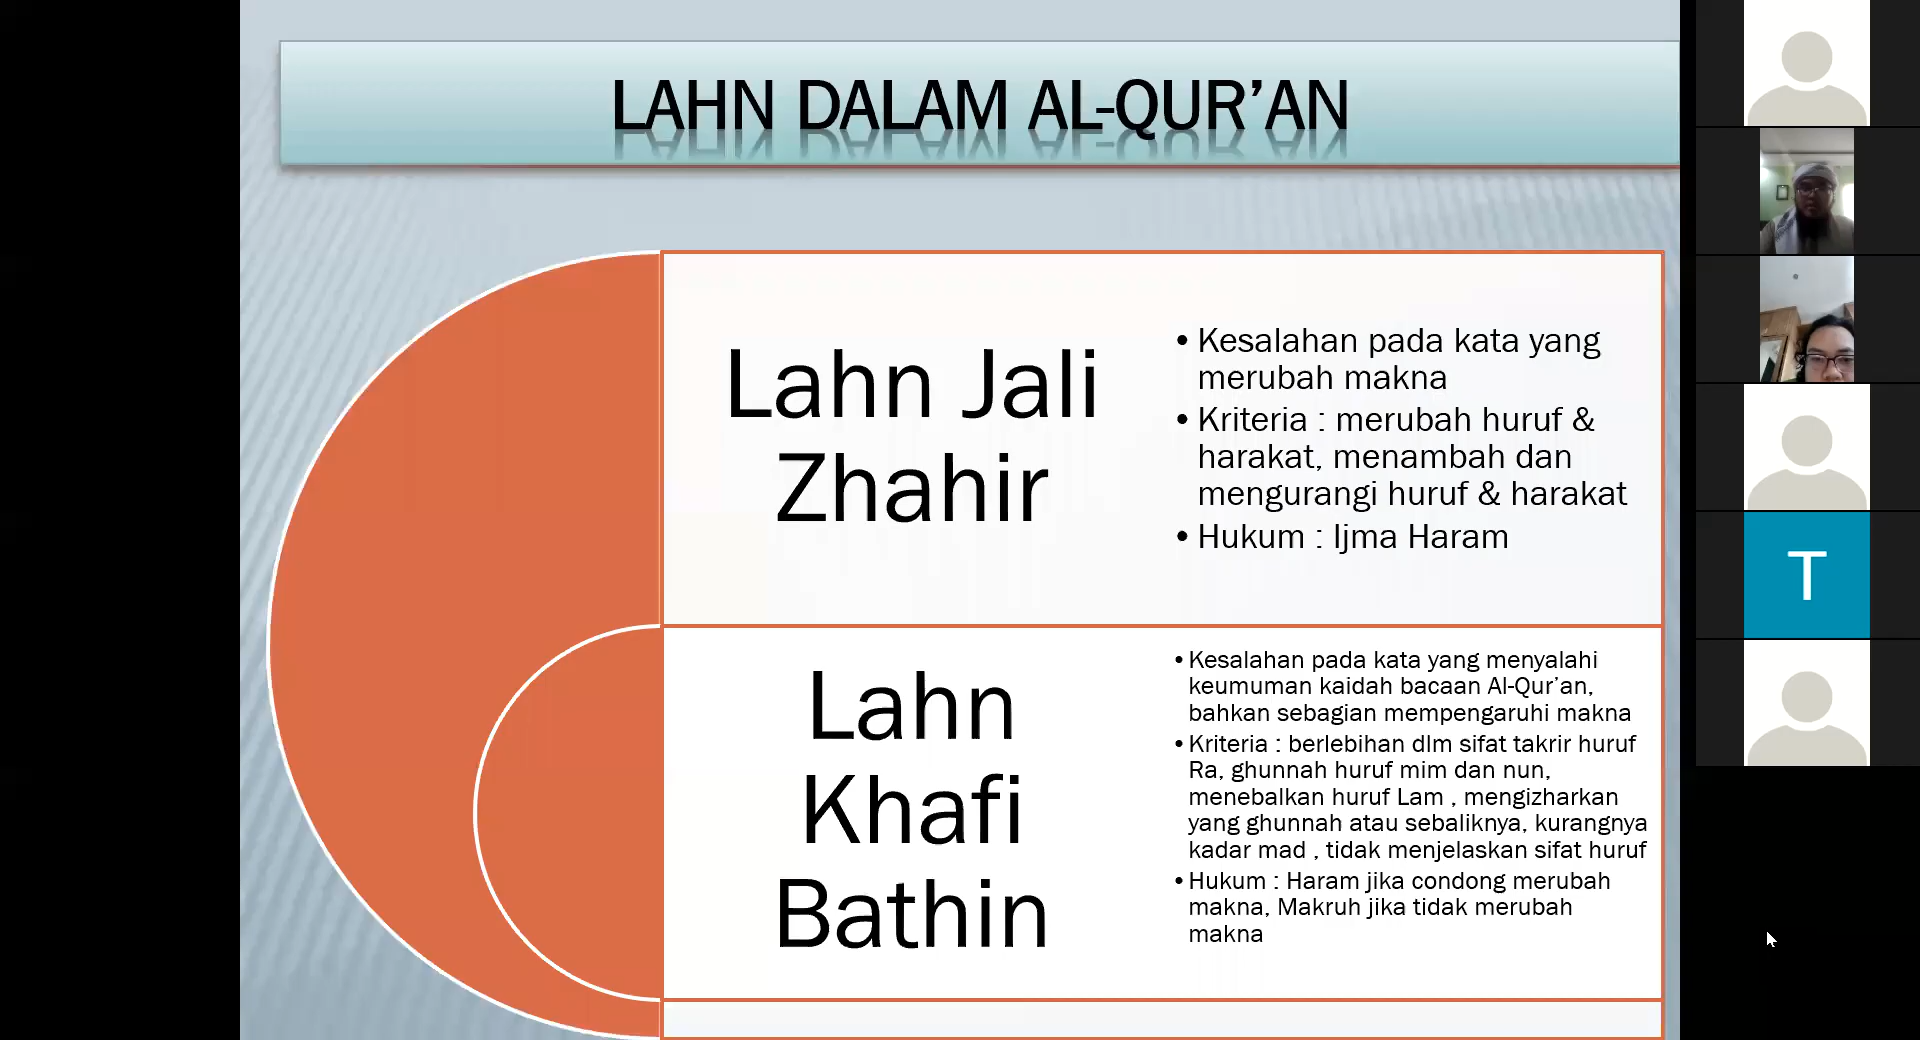 LAHN DALAM AL-QUR’AN
Lahn Jali
Zhahir
• Kesalahan pada kata yang
merubah makna
• Kriteria : merubah huruf &
harakat, menambah dan
mengurangi huruf & harakat
• Hukum : Ijma Haram
Lahn
Khafi
Bathin
• Kesalahan pada kata yang menyalahi
keumuman kaidah bacaan Al-Qur’an,
bahkan sebagian mempengaruhi makna
• Kriteria : berlebihan dlm sifat takrir huruf
Ra, ghunnah huruf mim dan nun,
menebalkan huruf Lam , mengizharkan
yang ghunnah atau sebaliknya, kurangnya
kadar mad , tidak menjelaskan sifat huruf
• Hukum : Haram jika condong merubah
makna, Makruh jika tidak merubah
makna
T